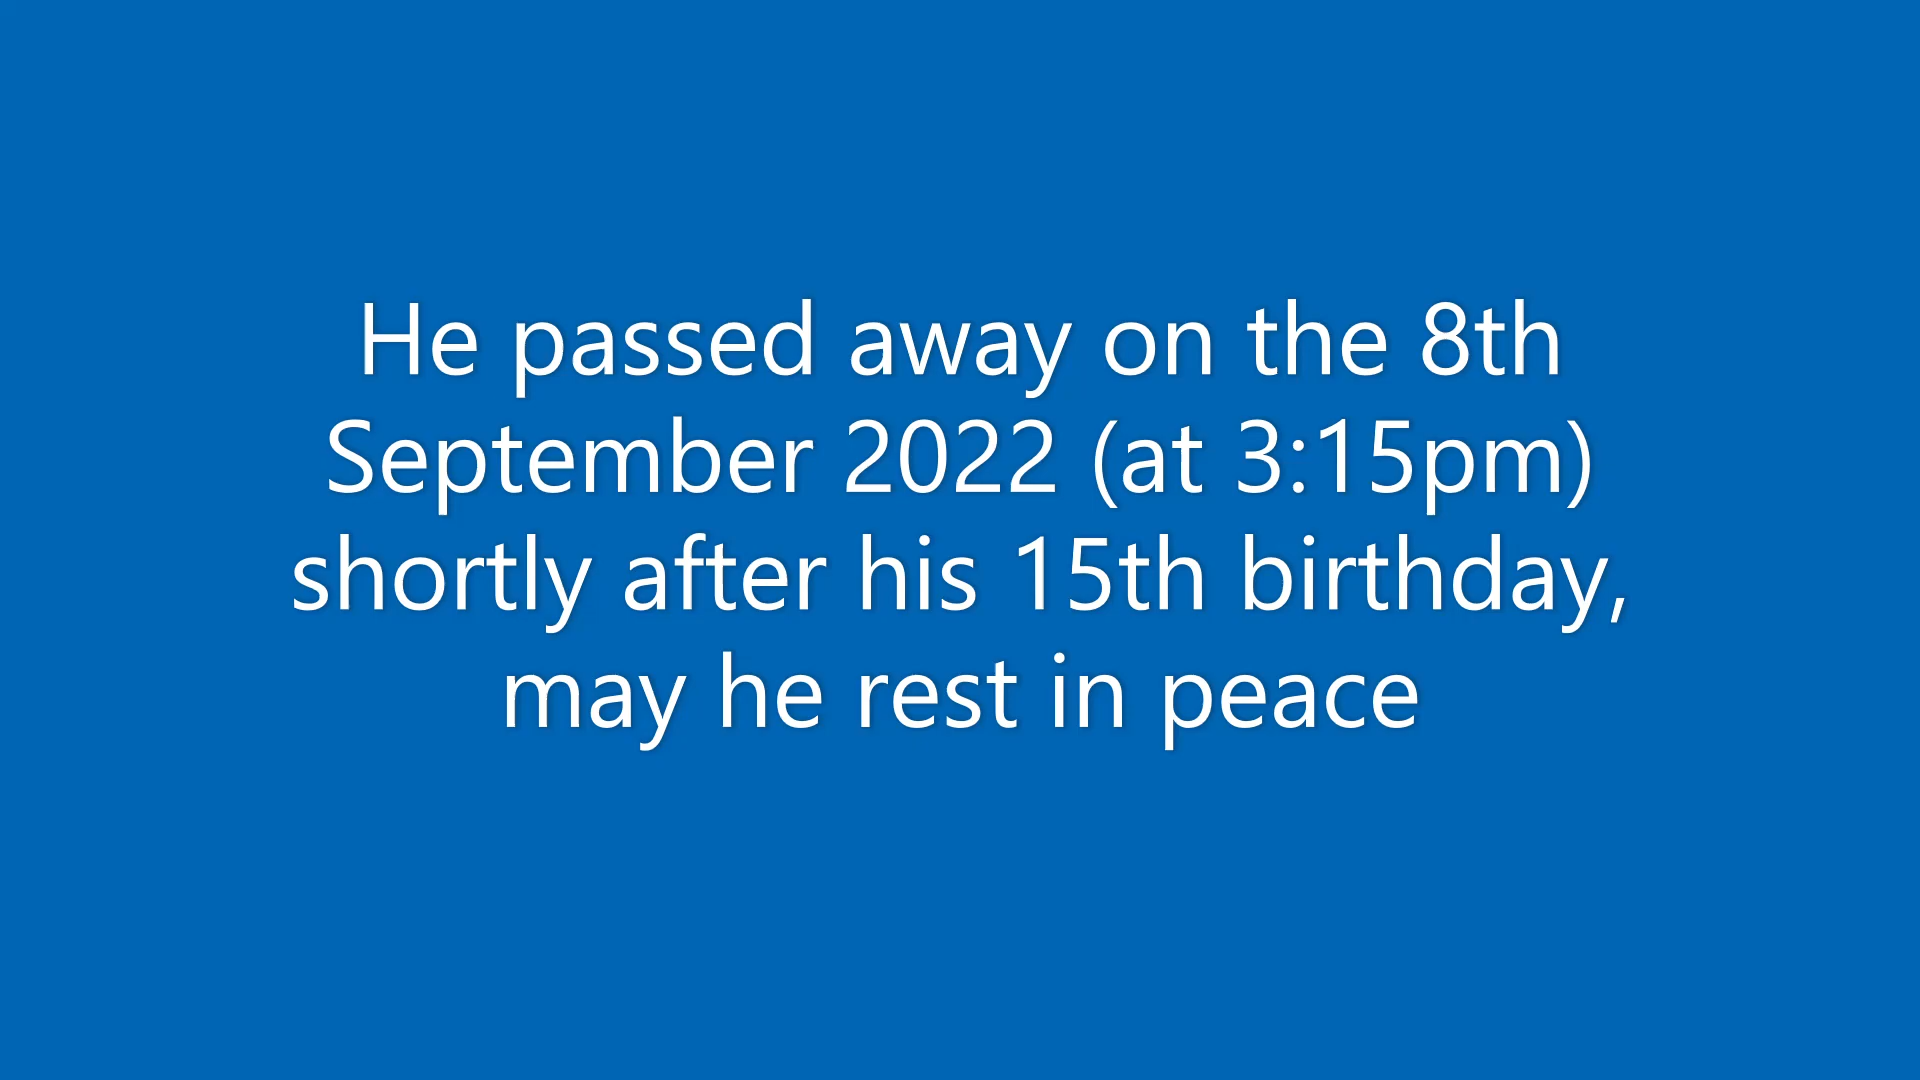 He passed away on the 8th
September 2022 (at 3:15pm)
shortly after his 15th birthday,
may he rest in peace